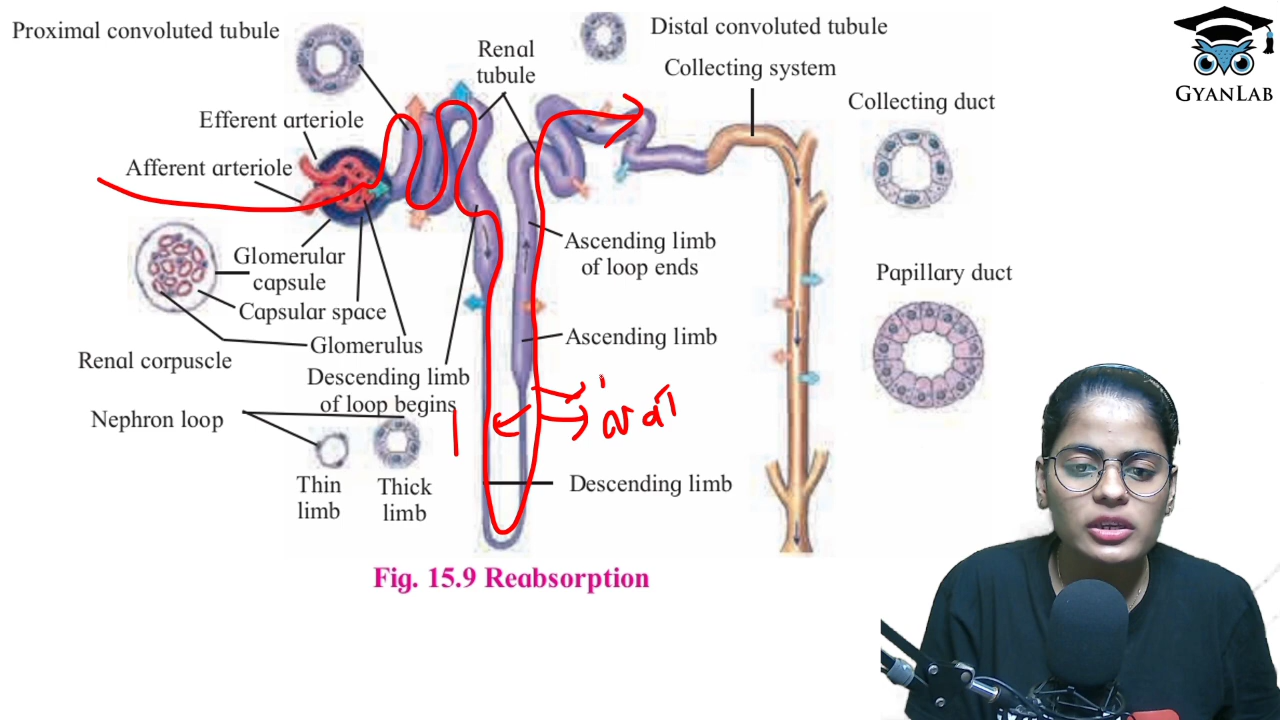 Proximal convoluted tubule
Renal
tubule
Distal convoluted tubule
Collecting system
Collecting duct
Efferent arteriole
Afferent arteriole
Glomerular
capsule
Capsular space
Renal corpuscle
Glomerulus
Descending limb
of loop begins
Nephron loop
Thin
limb
Thick
limb
Ascending limb
of loop ends
Ascending limb
Descending limb
Papillary duct
Fig. 15.9 Reabsorption
GYANLAB